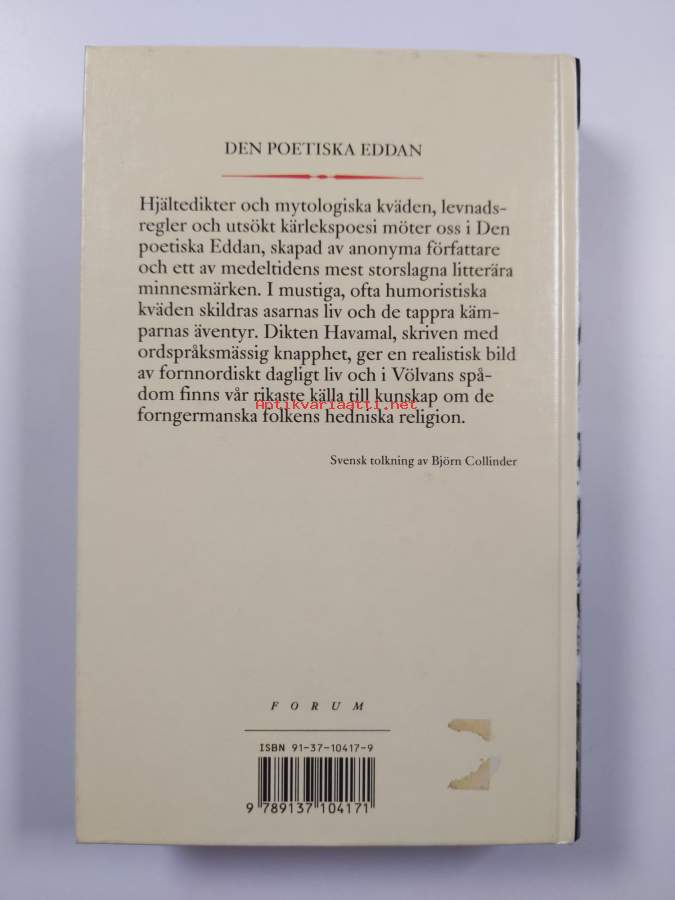 DEN POETISKA EDDAN
Hjältedikter och mytologiska kväden, levnads-
regler och utsökt kärlekspoesi möter oss i Den
poetiska Eddan, skapad av anonyma författare
och ett av medeltidens mest storslagna litterära
minnesmärken. I mustiga, ofta humoristiska
kväden skildras asarnas liv och de tappra käm-
parnas äventyr. Dikten Havamal, skriven med
ordspråksmässig knapphet, ger en realistisk bild
av fornnordiskt dagligt liv och i Völvans spå-
dom finns vår rikaste källa till kunskap om de
Antikvariaatti.net
forngermanska folkens hedniska religion.
Svensk tolkning av Björn Collinder
FORUM
ISBN 91-37-10417-9
9 789137 104171